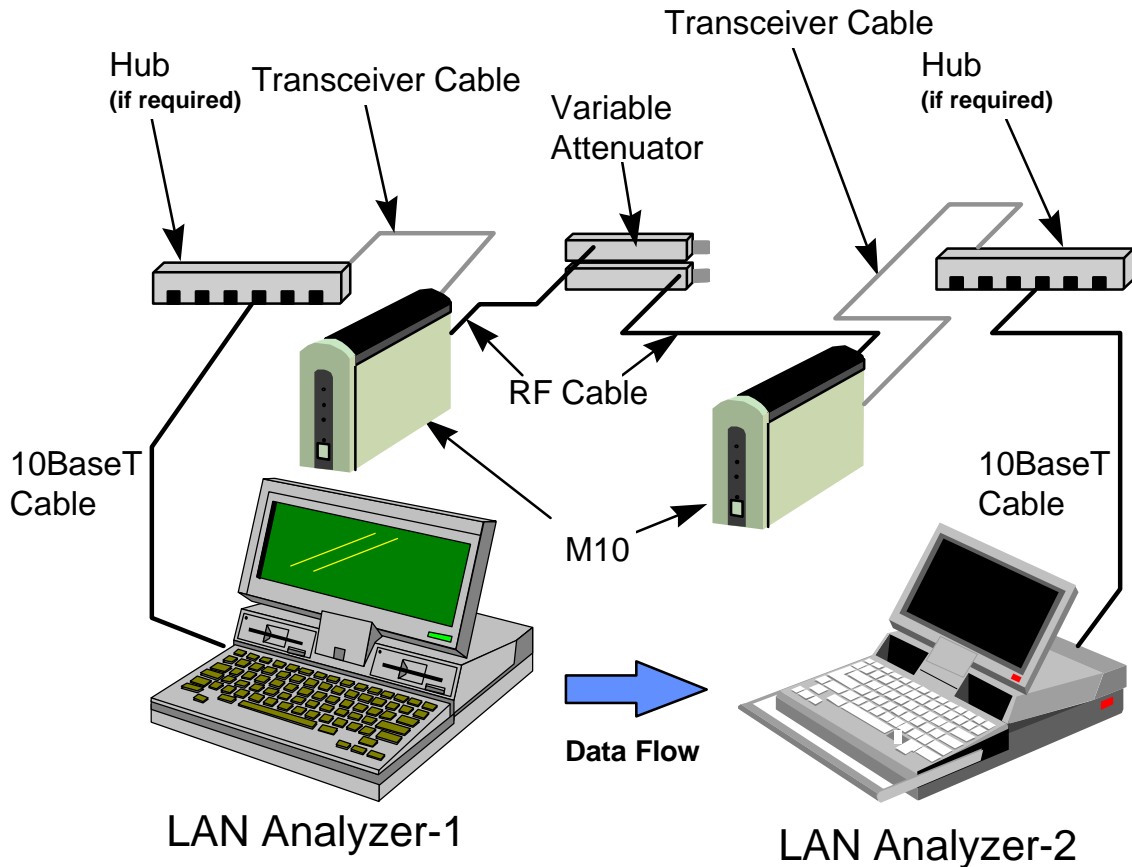 Transceiver Cable
Hub
(if required)
Transceiver Cable
Variable
Attenuator
Hub
(if required)
RF Cable
10BaseT
Cable
10BaseT
Cable
M10
Data Flow
LAN Analyzer-1
LAN Analyzer-2